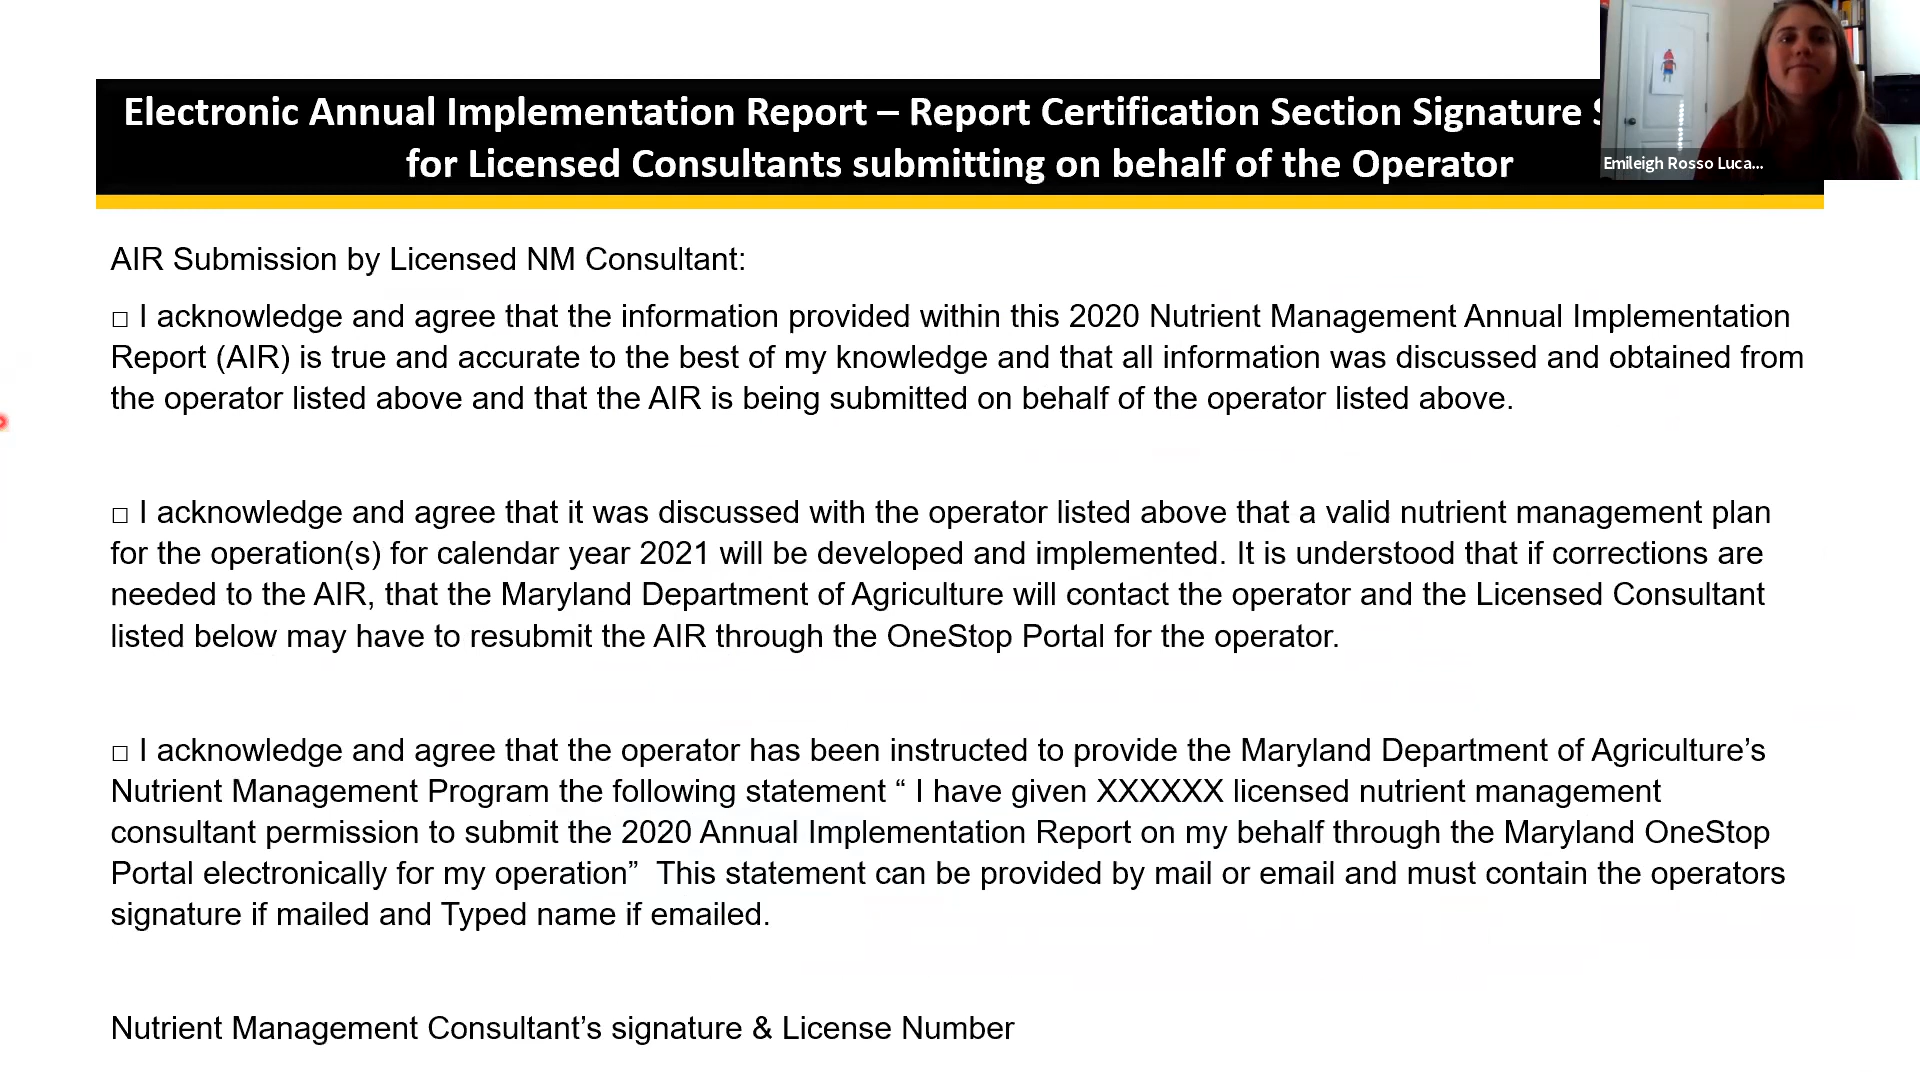 Electronic Annual Implementation Report – Report Certification Section Signature
for Licensed Consultants submitting on behalf of the Operator
Emileigh Rosso Luca...
AIR Submission by Licensed NM Consultant:
□ I acknowledge and agree that the information provided within this 2020 Nutrient Management Annual Implementation
Report (AIR) is true and accurate to the best of my knowledge and that all information was discussed and obtained from
the operator listed above and that the AIR is being submitted on behalf of the operator listed above.
□ I acknowledge and agree that it was discussed with the operator listed above that a valid nutrient management plan
for the operation(s) for calendar year 2021 will be developed and implemented. It is understood that if corrections are
needed to the AIR, that the Maryland Department of Agriculture will contact the operator and the Licensed Consultant
listed below may have to resubmit the AIR through the OneStop Portal for the operator.
□ I acknowledge and agree that the operator has been instructed to provide the Maryland Department of Agriculture’s
Nutrient Management Program the following statement “ I have given XXXXXX licensed nutrient management
consultant permission to submit the 2020 Annual Implementation Report on my behalf through the Maryland OneStop
Portal electronically for my operation”  This statement can be provided by mail or email and must contain the operators
signature if mailed and Typed name if emailed.
Nutrient Management Consultant’s signature & License Number